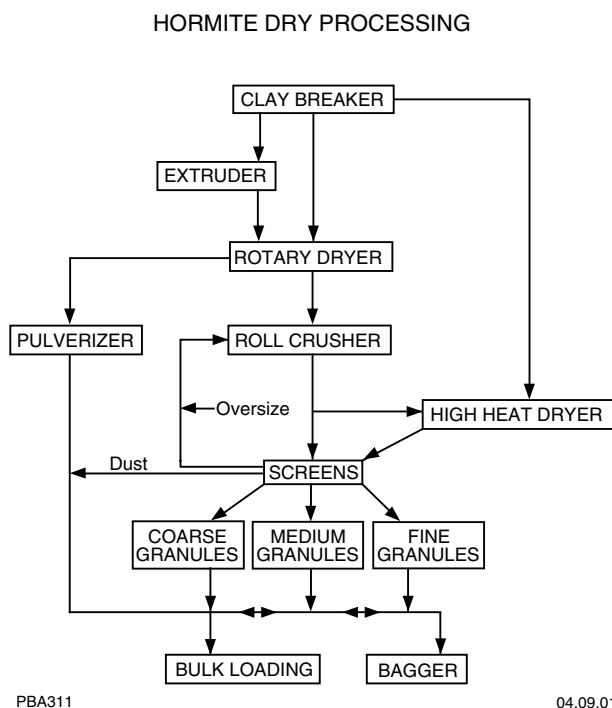 HORMITE DRY PROCESSING
CLAY BREAKER
EXTRUDER
ROTARY DRYER
PULVERIZER
ROLL CRUSHER
Oversize
HIGH HEAT DRYER
Dust
SCREENS
COARSE
GRANULES
MEDIUM
GRANULES
FINE
GRANULES
BULK LOADING
BAGGER
PBA311
04.09.01